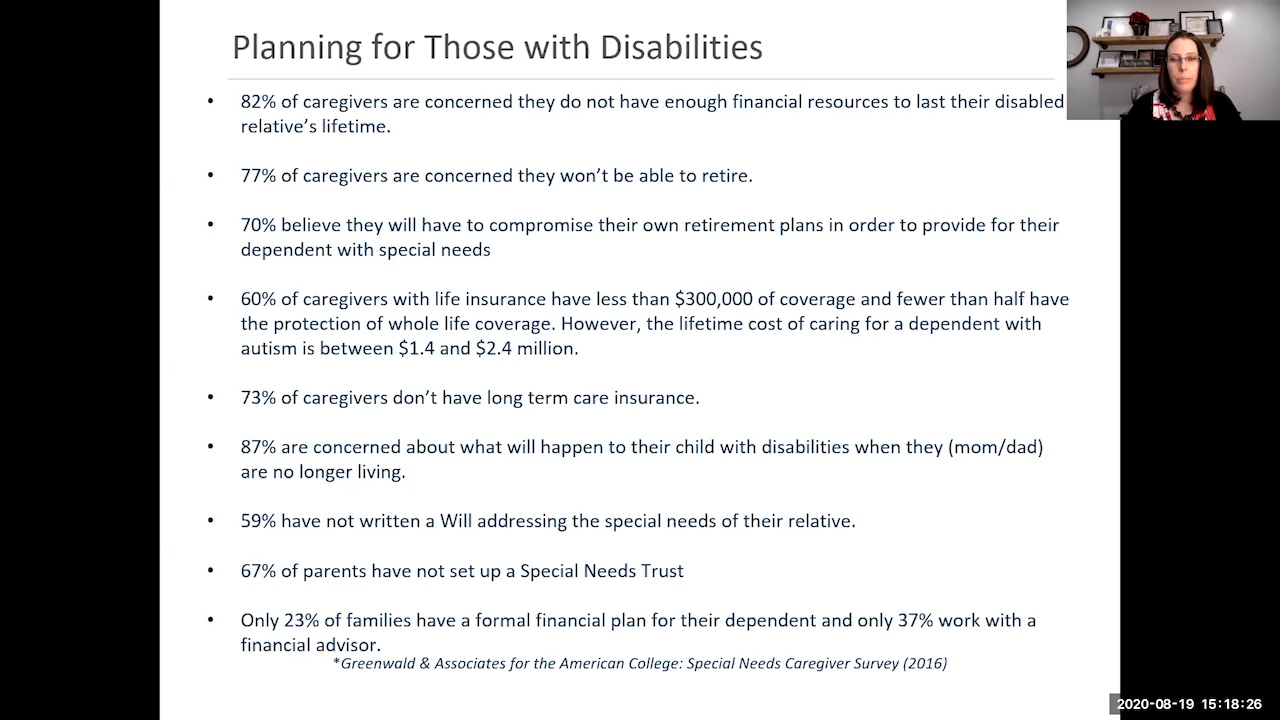 Planning for Those with Disabilities
• 82% of caregivers are concerned they do not have enough financial resources to last their disabled
relative’s lifetime.
• 77% of caregivers are concerned they won’t be able to retire.
• 70% believe they will have to compromise their own retirement plans in order to provide for their
dependent with special needs
• 60% of caregivers with life insurance have less than $300,000 of coverage and fewer than half have
the protection of whole life coverage. However, the lifetime cost of caring for a dependent with
autism is between $1.4 and $2.4 million.
• 73% of caregivers don’t have long term care insurance.
• 87% are concerned about what will happen to their child with disabilities when they (mom/dad)
are no longer living.
• 59% have not written a Will addressing the special needs of their relative.
• 67% of parents have not set up a Special Needs Trust
• Only 23% of families have a formal financial plan for their dependent and only 37% work with a
financial advisor.
*Greenwald & Associates for the American College: Special Needs Caregiver Survey (2016)
2020-08-19 15:18:26